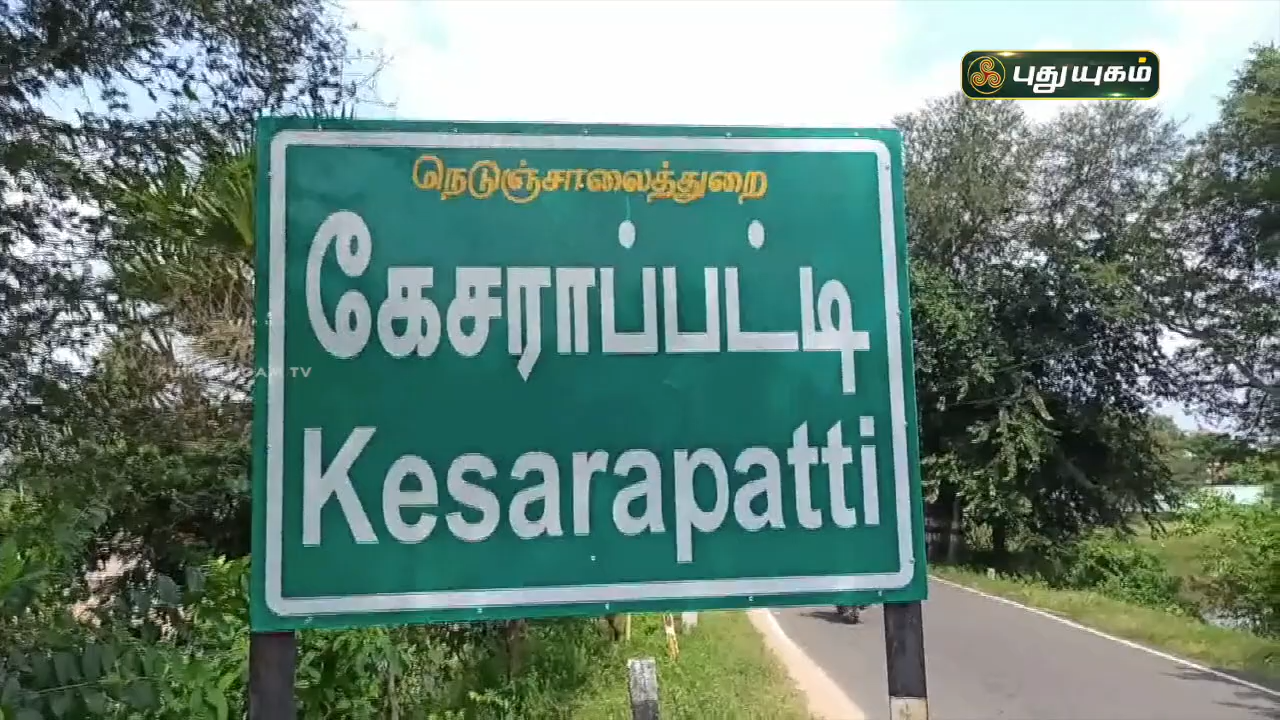 புதுயுகம்
நெடுஞ்சாலைத்துறை
கேசராப்பட்டி
Kesarapatti